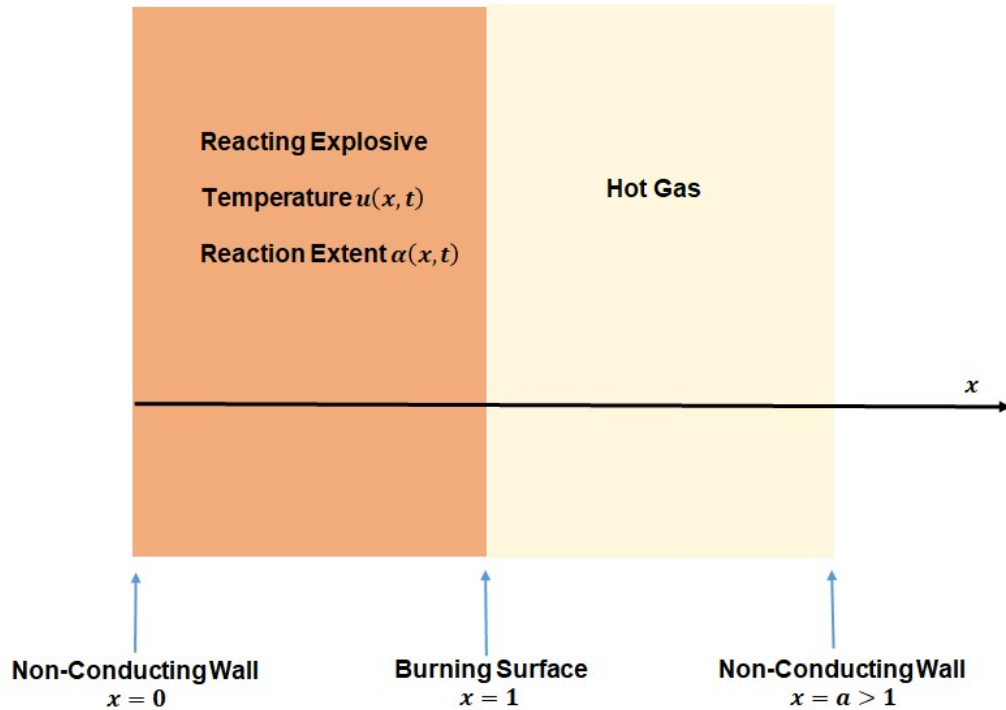 Reacting Explosive
Temperature u(x, t)
Reaction Extent α(x, t)
Hot Gas
x
Non-Conducting Wall
x = 0
Burning Surface
x = 1
Non-Conducting Wall
x = a > 1